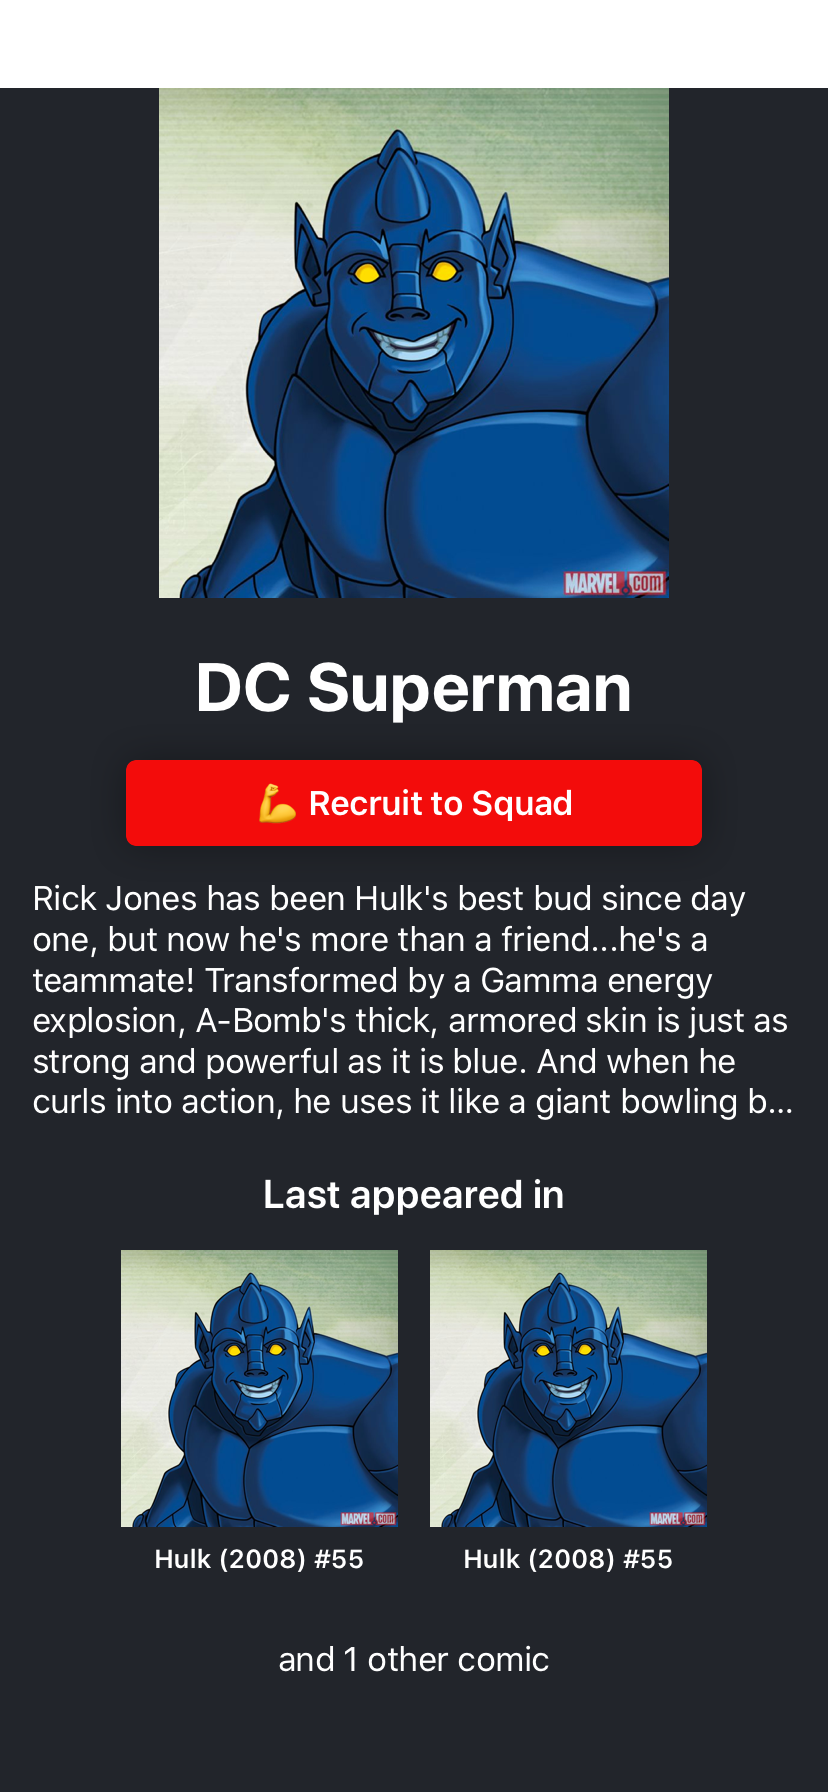 MARVEL.com
DC Superman
💪 Recruit to Squad
Rick Jones has been Hulk's best bud since day
one, but now he's more than a friend...he's a
teammate! Transformed by a Gamma energy
explosion, A-Bomb's thick, armored skin is just as
strong and powerful as it is blue. And when he
curls into action, he uses it like a giant bowling b...
Last appeared in
MARVEL.com
MARVEL.com
Hulk (2008) #55
Hulk (2008) #55
and 1 other comic